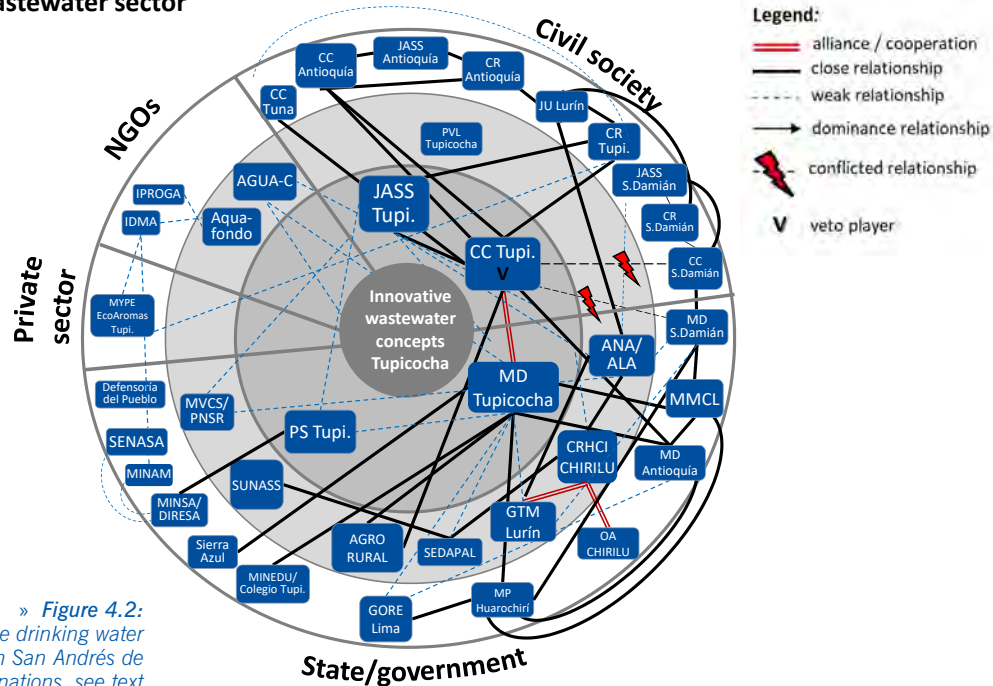 astewater sector
Legend:
alliance / cooperation
close relationship
weak relationship
dominance relationship
conflicted relationship
V veto player
Civil society
NGOs
Private
sector
State/government
CC
Antioquía
JASS
Antioquía
CR
Antioquía
CC
Tuna
JU Lurín
PVL
Tupicocha
CR
Tupi.
JASS
S.Damián
CR
S.Damián
CC
S.Damián
AGUA-C
JASS
Tupi.
IPROGA
IDMA
Aqua-
fondo
CC Tupi.
V
MYPE
EcoAromas
Tupi.
Innovative
wastewater
concepts
Tupicocha
MD
S.Damián
ANA/
ALA
MD
Tupicocha
MMCL
Defensoría
del Pueblo
MVCS/
PNSR
PS Tupi.
SENASA
MINAM
CRHCI
CHIRILU
MD
Antioquía
SUNASS
MINSA/
DIRESA
GTM
Lurín
OA
CHIRILU
Sierra
Azul
AGRO
RURAL
SEDAPAL
MINEDU/
Colegio Tupi.
GORE
Lima
MP
Huarochirí
» Figure 4.2:
e drinking water
n San Andrés de
nations, see text